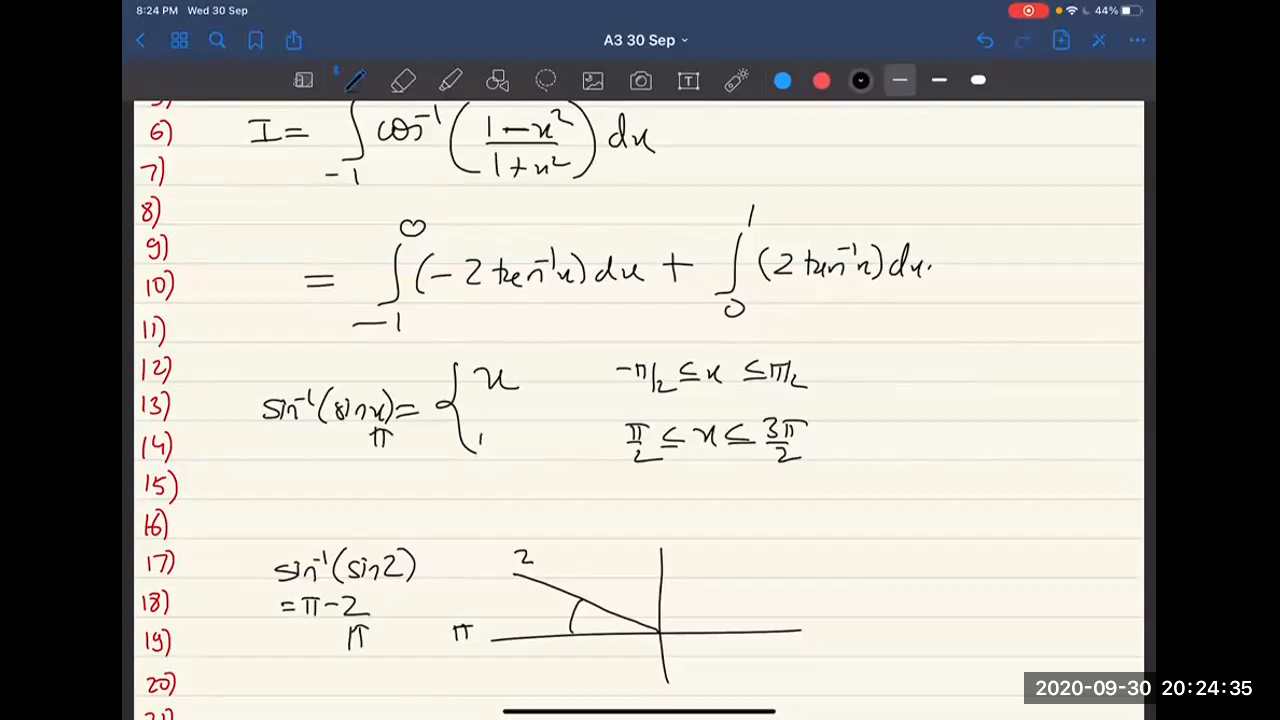 8:24 PM Wed 30 Sep
44%
A3 30 Sep
6) I = ∫₋₁ cos⁻¹ ( (1 - x²) / (1 + x²) ) dx
7)
8)
9)
10) = ∫₋₁⁰ (- 2 tan⁻¹x) dx + ∫₀¹ (2 tan⁻¹x) dx.
11)
12) x -π/2 ≤ x ≤ π/2
13) sin⁻¹(sin x) = {
14) π π/2 ≤ x ≤ 3π/2
15)
16)
17) sin⁻¹(sin 2) 2
18) = π - 2
19) π π
20)
2020-09-30 20:24:35